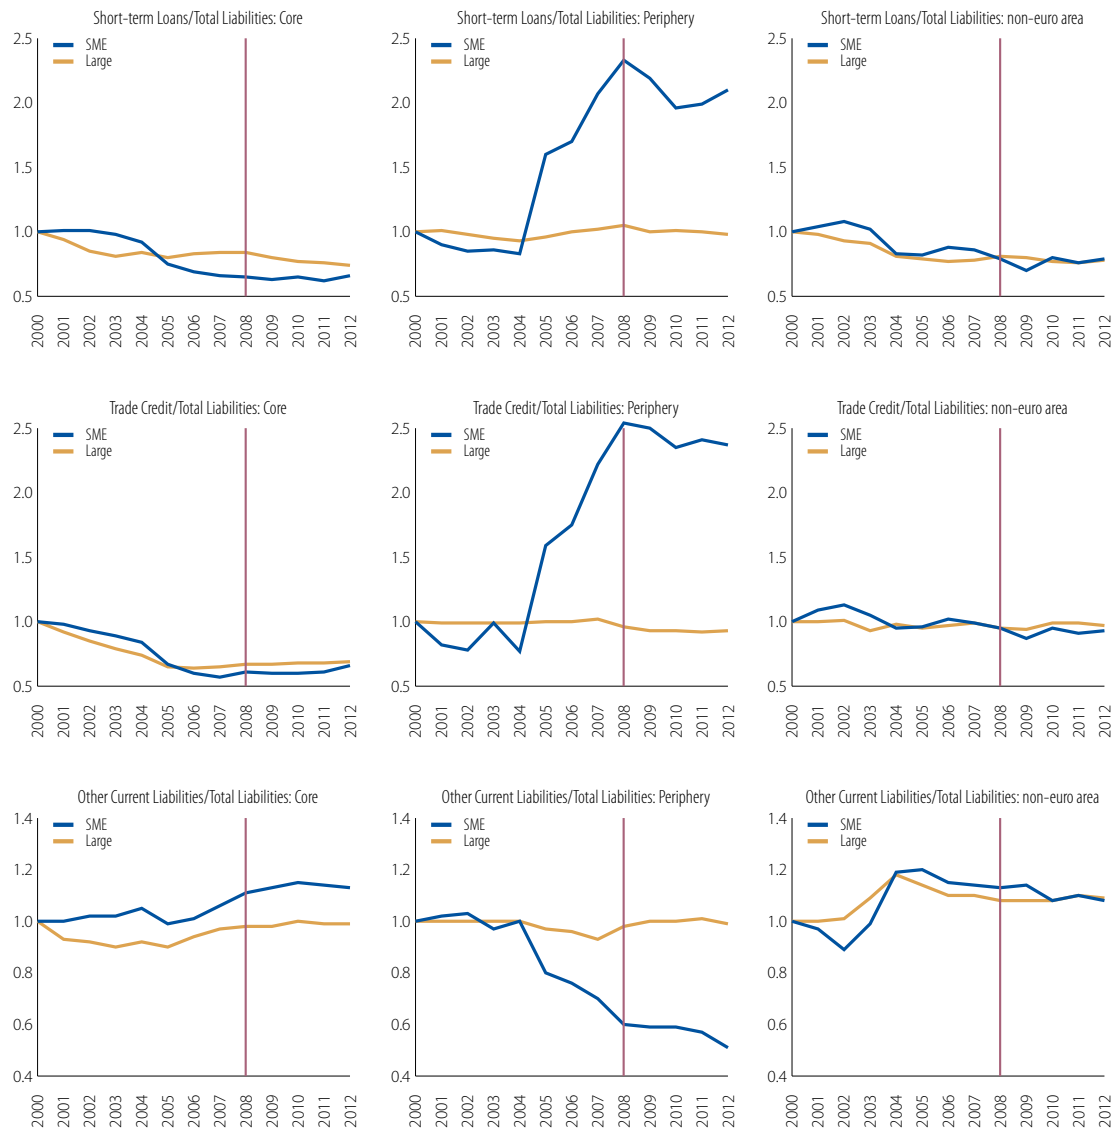 Short-term Loans/Total Liabilities: Core
2.5
SME
Large
2.0
1.5
1.0
0.5
2000 2001 2002 2003 2004 2005 2006 2007 2008 2009 2010 2011 2012
Short-term Loans/Total Liabilities: Periphery
2.5
SME
Large
2.0
1.5
1.0
0.5
2000 2001 2002 2003 2004 2005 2006 2007 2008 2009 2010 2011 2012
Short-term Loans/Total Liabilities: non-euro area
2.5
SME
Large
2.0
1.5
1.0
0.5
2000 2001 2002 2003 2004 2005 2006 2007 2008 2009 2010 2011 2012
Trade Credit/Total Liabilities: Core
2.5
SME
Large
2.0
1.5
1.0
0.5
2000 2001 2002 2003 2004 2005 2006 2007 2008 2009 2010 2011 2012
Trade Credit/Total Liabilities: Periphery
2.5
SME
Large
2.0
1.5
1.0
0.5
2000 2001 2002 2003 2004 2005 2006 2007 2008 2009 2010 2011 2012
Trade Credit/Total Liabilities: non-euro area
2.5
SME
Large
2.0
1.5
1.0
0.5
2000 2001 2002 2003 2004 2005 2006 2007 2008 2009 2010 2011 2012
Other Current Liabilities/Total Liabilities: Core
1.4
SME
Large
1.2
1.0
0.8
0.6
0.4
2000 2001 2002 2003 2004 2005 2006 2007 2008 2009 2010 2011 2012
Other Current Liabilities/Total Liabilities: Periphery
1.4
SME
Large
1.2
1.0
0.8
0.6
0.4
2000 2001 2002 2003 2004 2005 2006 2007 2008 2009 2010 2011 2012
Other Current Liabilities/Total Liabilities: non-euro area
1.4
SME
Large
1.2
1.0
0.8
0.6
0.4
2000 2001 2002 2003 2004 2005 2006 2007 2008 2009 2010 2011 2012